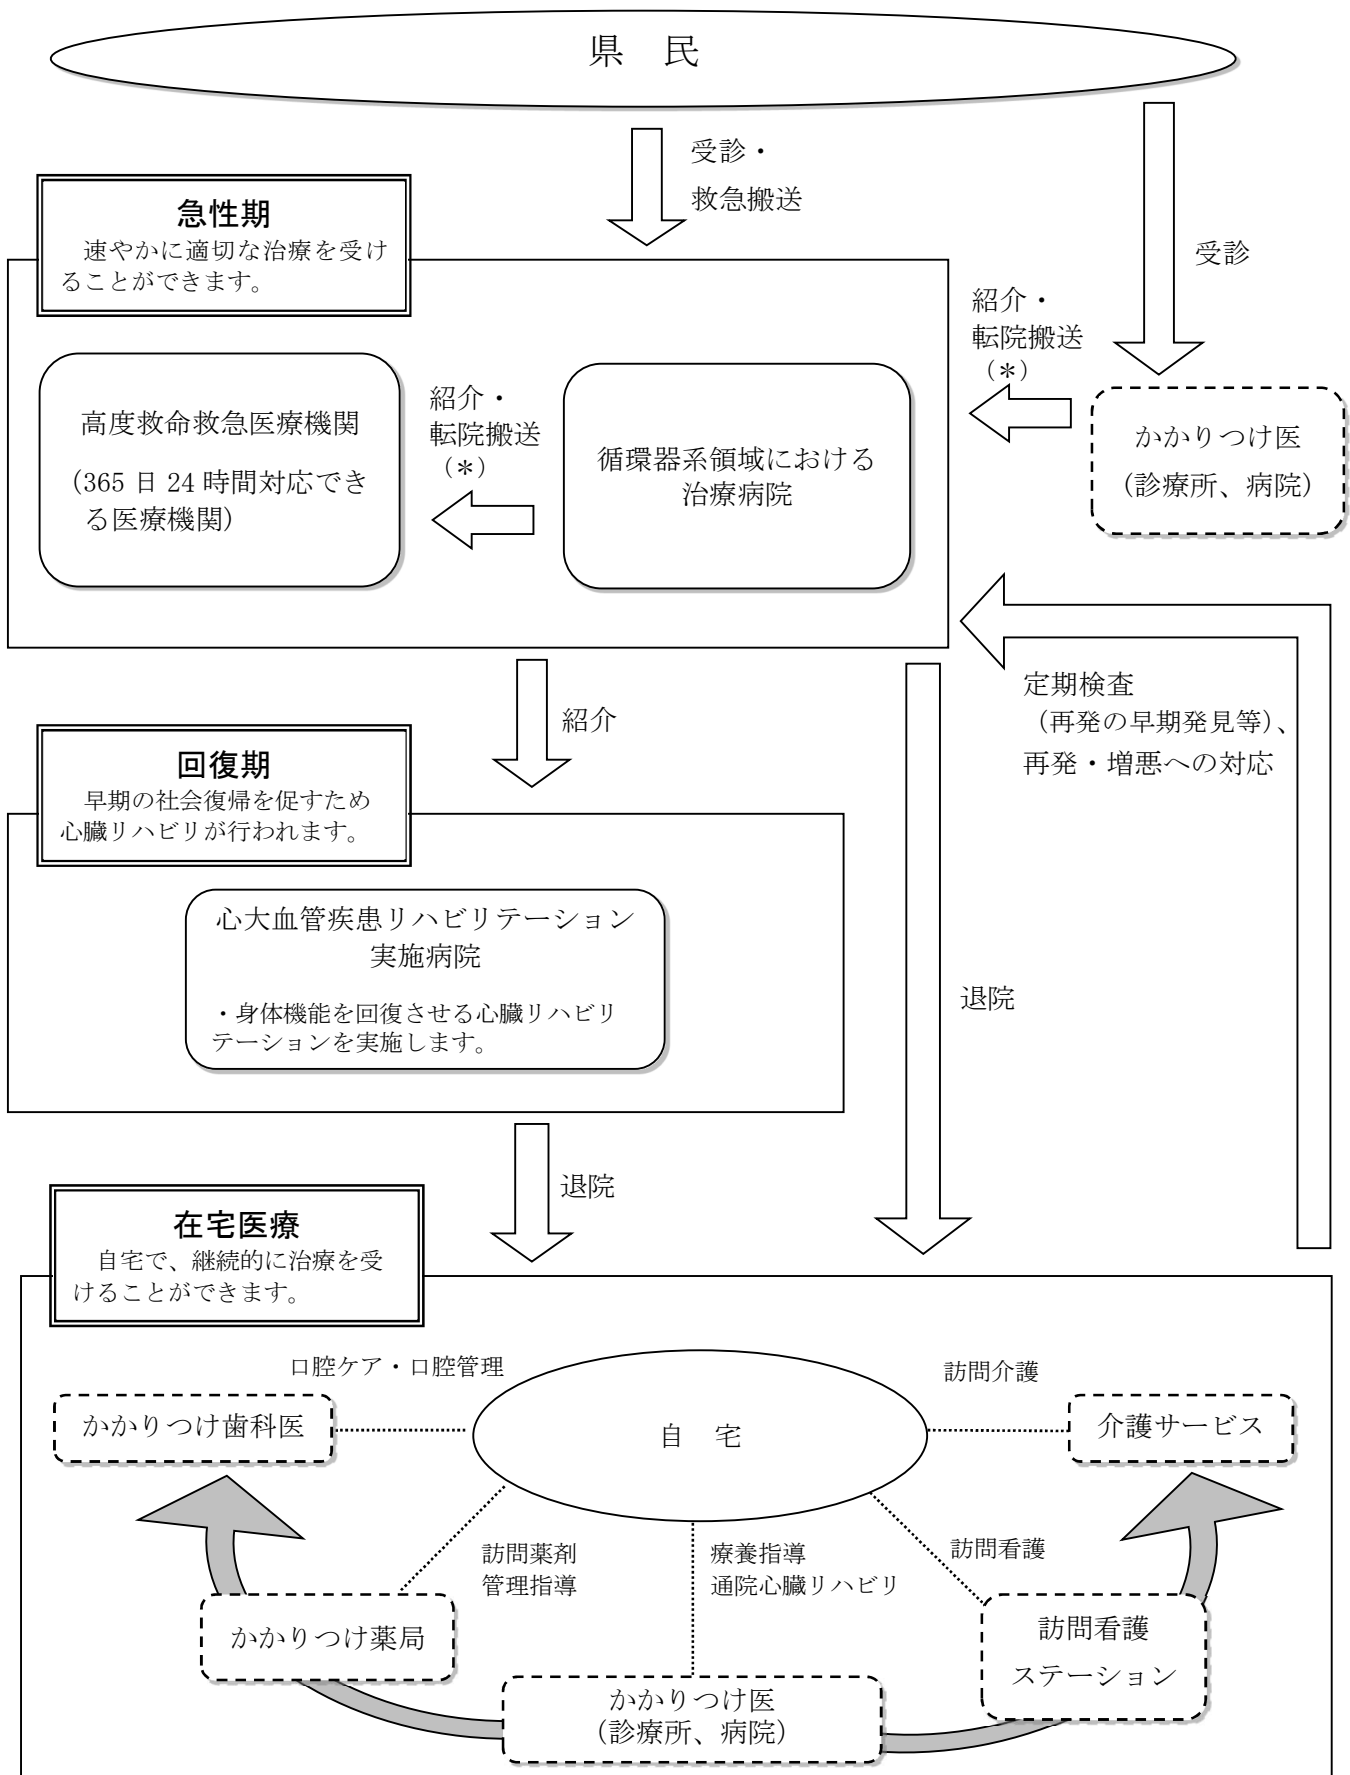 県　民
受診・
救急搬送
受診
急性期
速やかに適切な治療を受け
ることができます。
紹介・
転院搬送
（＊）
高度救命救急医療機関
（365 日 24 時間対応でき
る医療機関）
紹介・
転院搬送
（＊）
循環器系領域における
治療病院
かかりつけ医
（診療所、病院）
紹介
定期検査
（再発の早期発見等）、
再発・増悪への対応
回復期
早期の社会復帰を促すため
心臓リハビリが行われます。
心大血管疾患リハビリテーション
実施病院
・身体機能を回復させる心臓リハビリ
テーションを実施します。
退院
退院
在宅医療
自宅で、継続的に治療を受
けることができます。
口腔ケア・口腔管理
訪問介護
かかりつけ歯科医
自　宅
介護サービス
訪問薬剤
管理指導
療養指導
通院心臓リハビリ
訪問看護
かかりつけ薬局
訪問看護
ステーション
かかりつけ医
（診療所、病院）